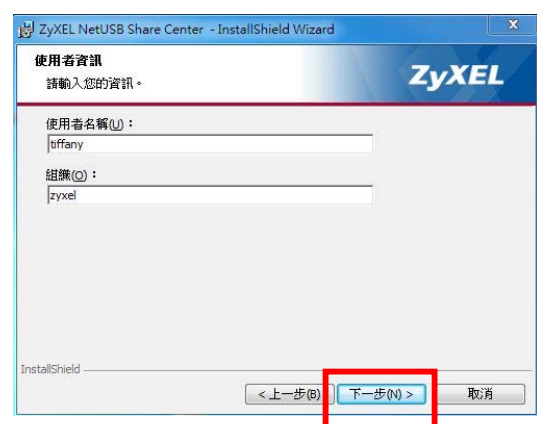 ZyXEL NetUSB Share Center - InstallShield Wizard
使用者資訊
請輸入您的資訊。
ZyXEL
使用者名稱(U)：
tiffany
組織(O)：
zyxel
InstallShield
< 上一步(B)
下一步(N) >
取消